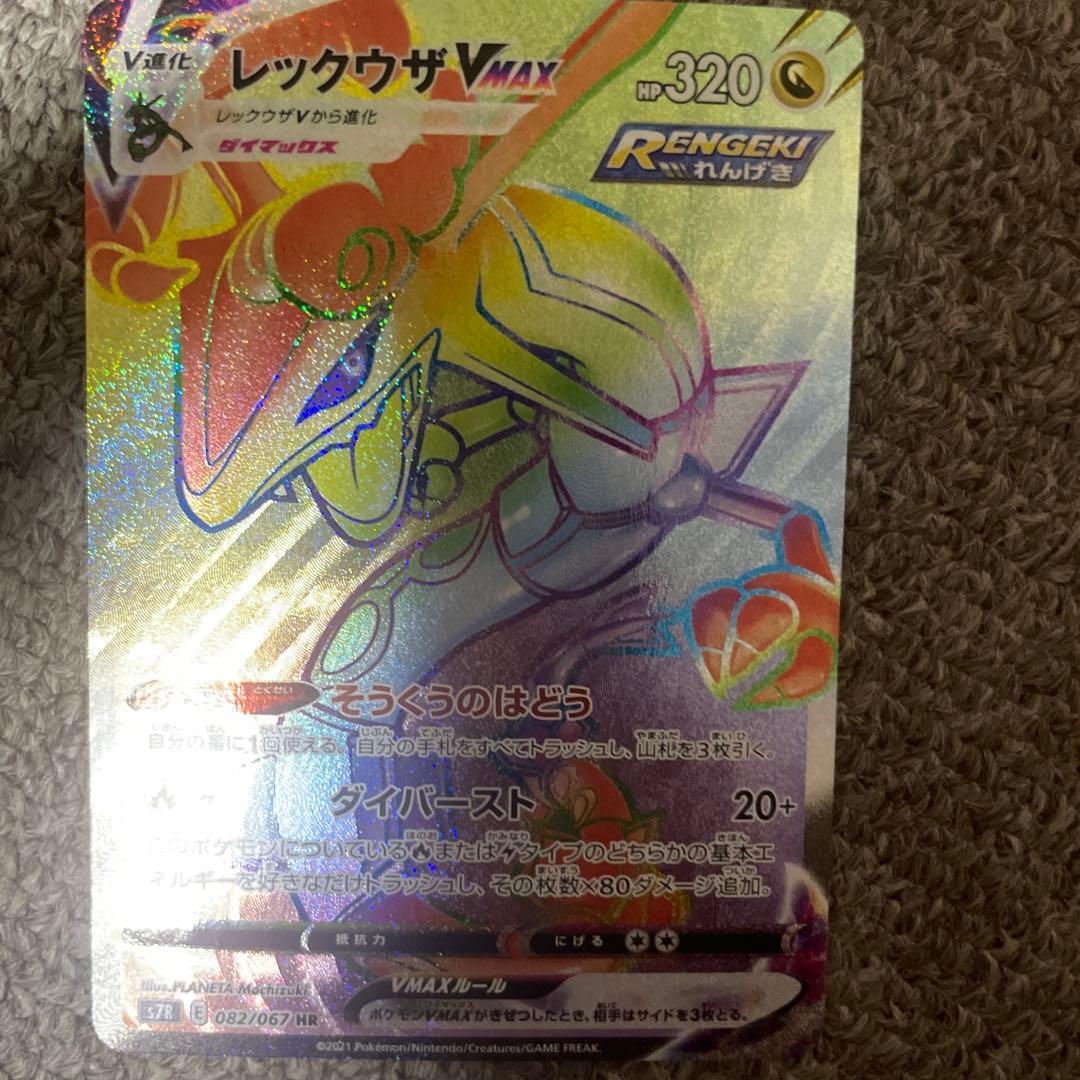 V進化
レックウザVMAX
HP320
レックウザVから進化
ダイマックス
RENGEKI
れんげき
とくせい
そうくうのはどう
自分の番に1回使える。自分の手札をすべてトラッシュし、山札を3枚引く。
ダイバースト 20+
このポケモンについているまたはタイプのどちらかの基本エ
ネルギーを好きなだけトラッシュし、その枚数×80ダメージ追加。
抵抗力 にげる
Illus.PLANETA Mochizuki
VMAXルール
S7R E 082/067 HR
ポケモンVMAXがきぜつしたとき、相手はサイドを3枚とる。
©2021 Pokémon/Nintendo/Creatures/GAME FREAK.